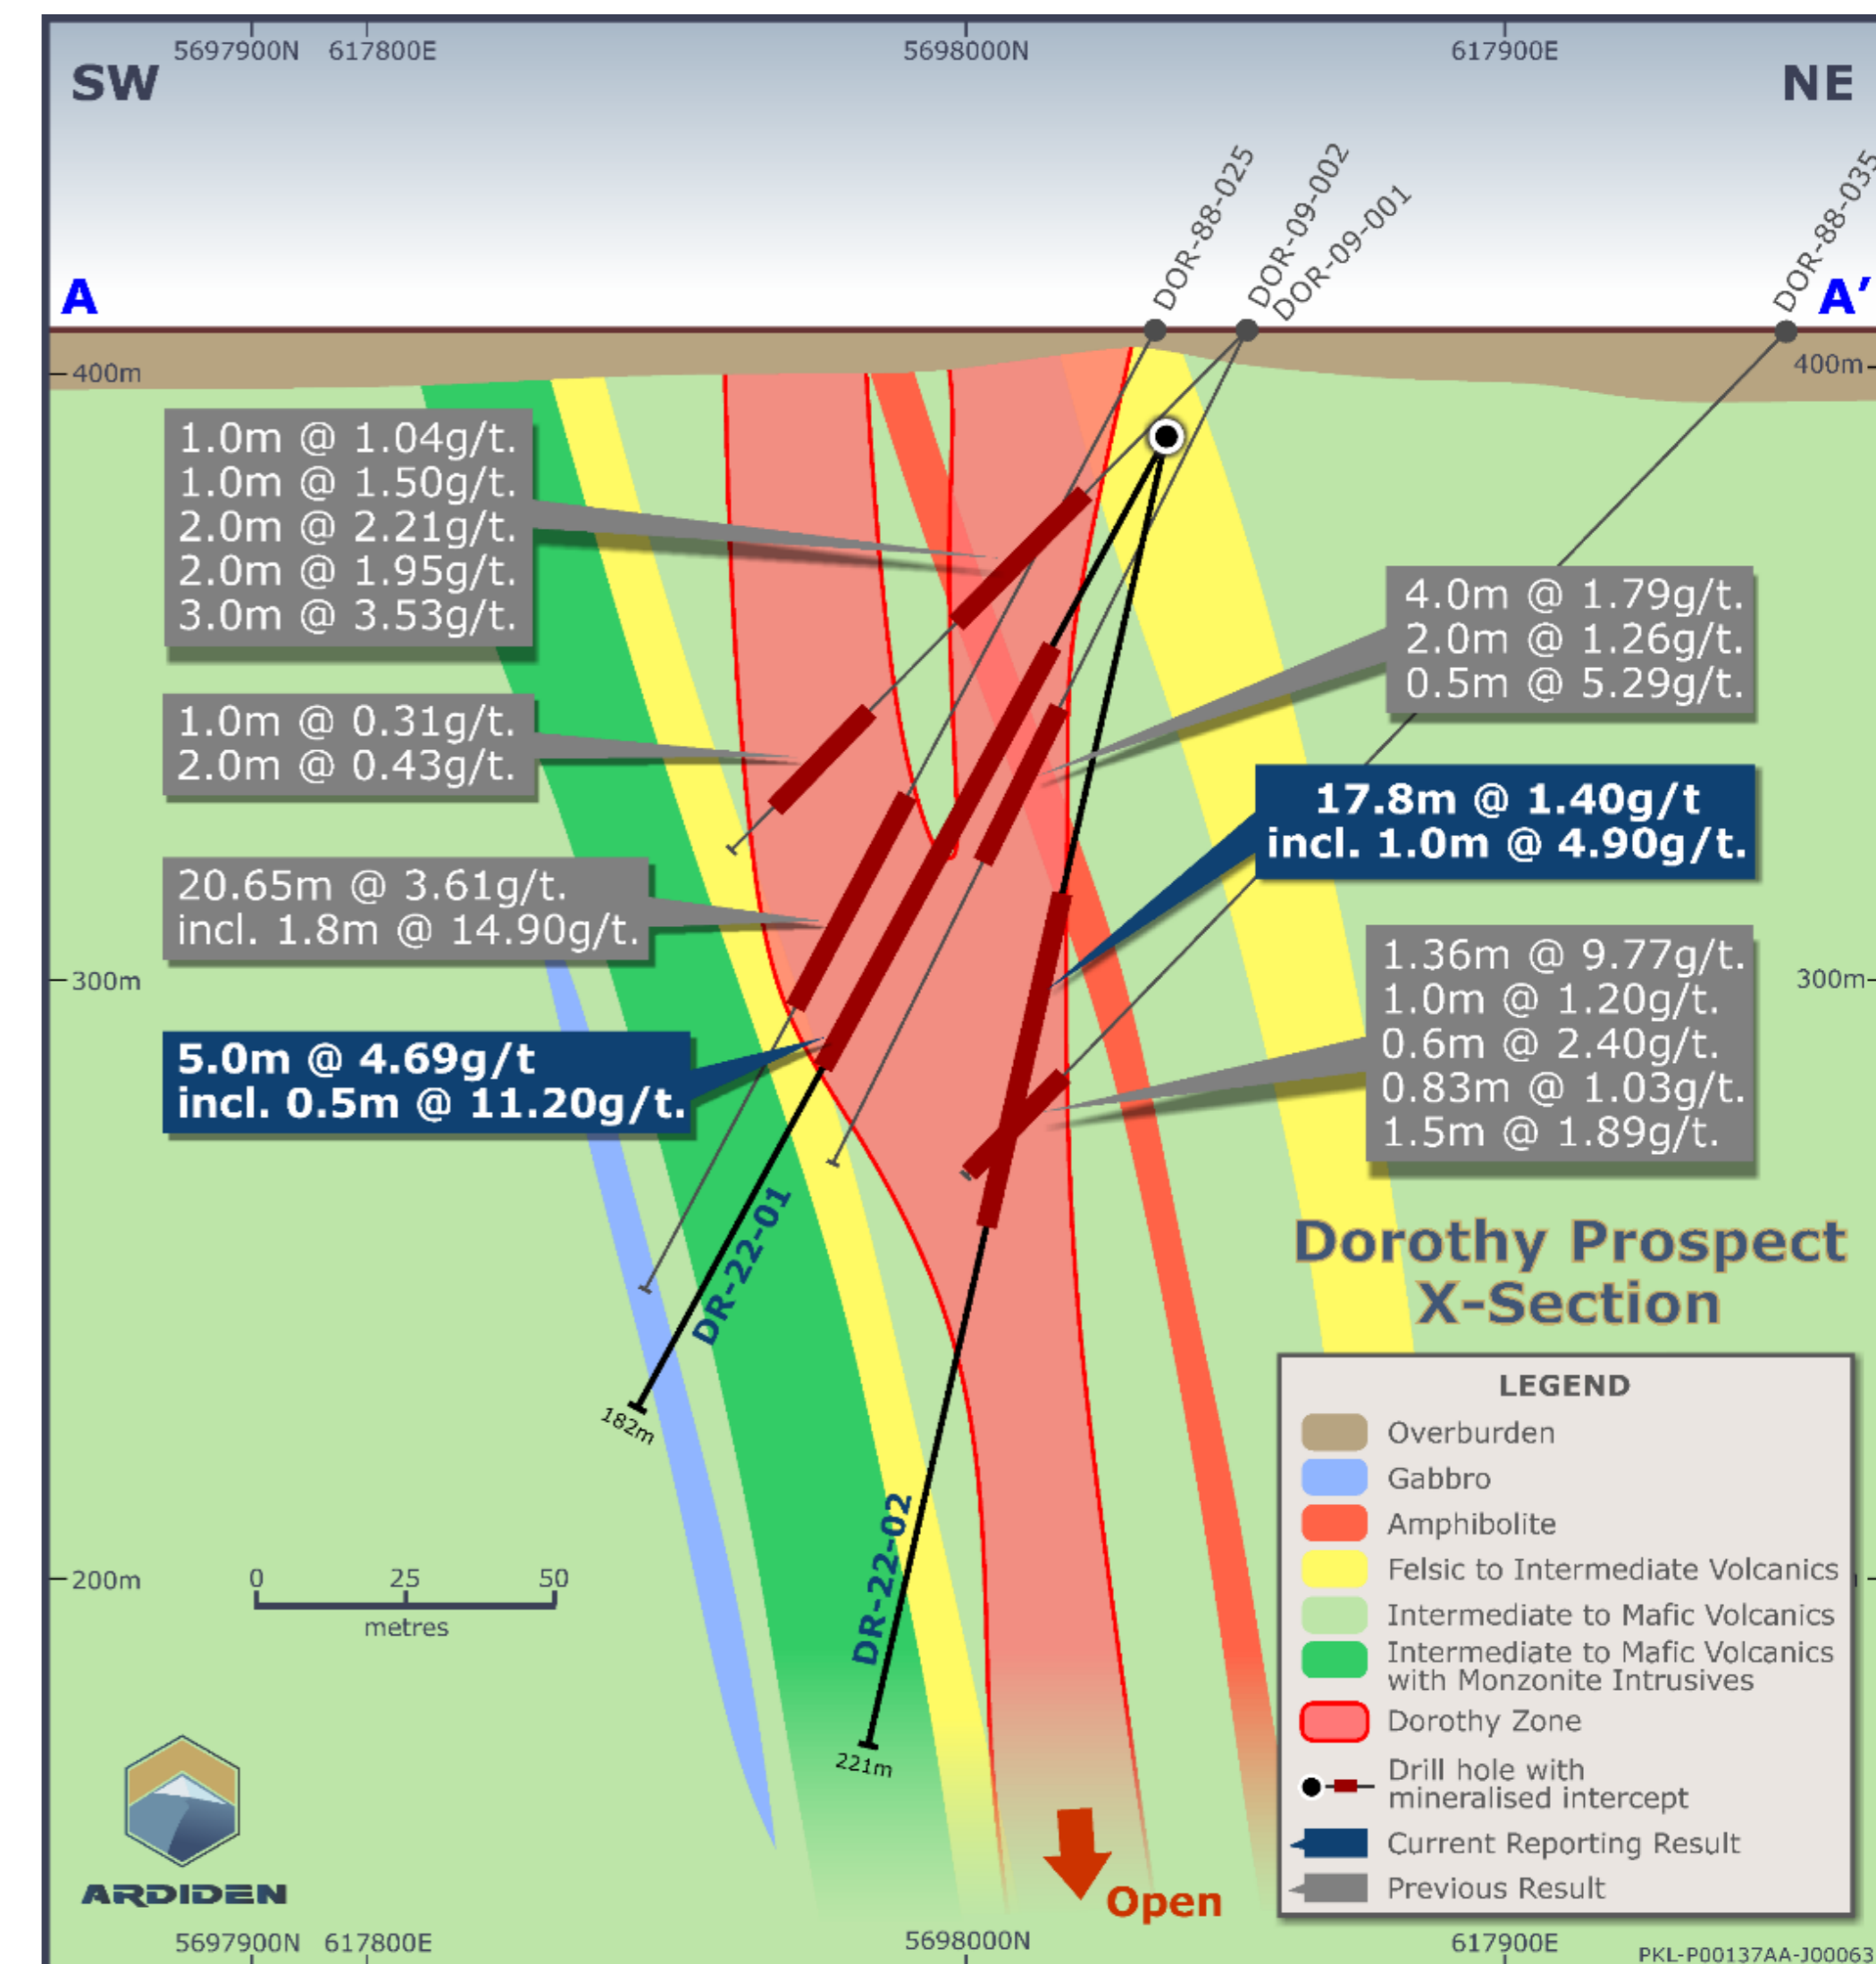 5697900N 617800E 5698000N 617900E
SW NE
DOR-88-025
DOR-09-002
DOR-09-001
DOR-88-035
A A'
400m 400m
1.0m @ 1.04g/t.
1.0m @ 1.50g/t.
2.0m @ 2.21g/t.
2.0m @ 1.95g/t.
3.0m @ 3.53g/t.
4.0m @ 1.79g/t.
2.0m @ 1.26g/t.
0.5m @ 5.29g/t.
1.0m @ 0.31g/t.
2.0m @ 0.43g/t.
17.8m @ 1.40g/t
incl. 1.0m @ 4.90g/t.
20.65m @ 3.61g/t.
incl. 1.8m @ 14.90g/t.
300m 300m
1.36m @ 9.77g/t.
1.0m @ 1.20g/t.
0.6m @ 2.40g/t.
0.83m @ 1.03g/t.
1.5m @ 1.89g/t.
5.0m @ 4.69g/t
incl. 0.5m @ 11.20g/t.
DR-22-01
182m
Dorothy Prospect
X-Section
DR-22-02
221m
200m
0 25 50
metres
LEGEND
Overburden
Gabbro
Amphibolite
Felsic to Intermediate Volcanics
Intermediate to Mafic Volcanics
Intermediate to Mafic Volcanics
with Monzonite Intrusives
Dorothy Zone
Drill hole with
mineralised intercept
Current Reporting Result
Previous Result
ARDIDEN
Open
5697900N 617800E 5698000N 617900E
PKL-P00137AA-J00063